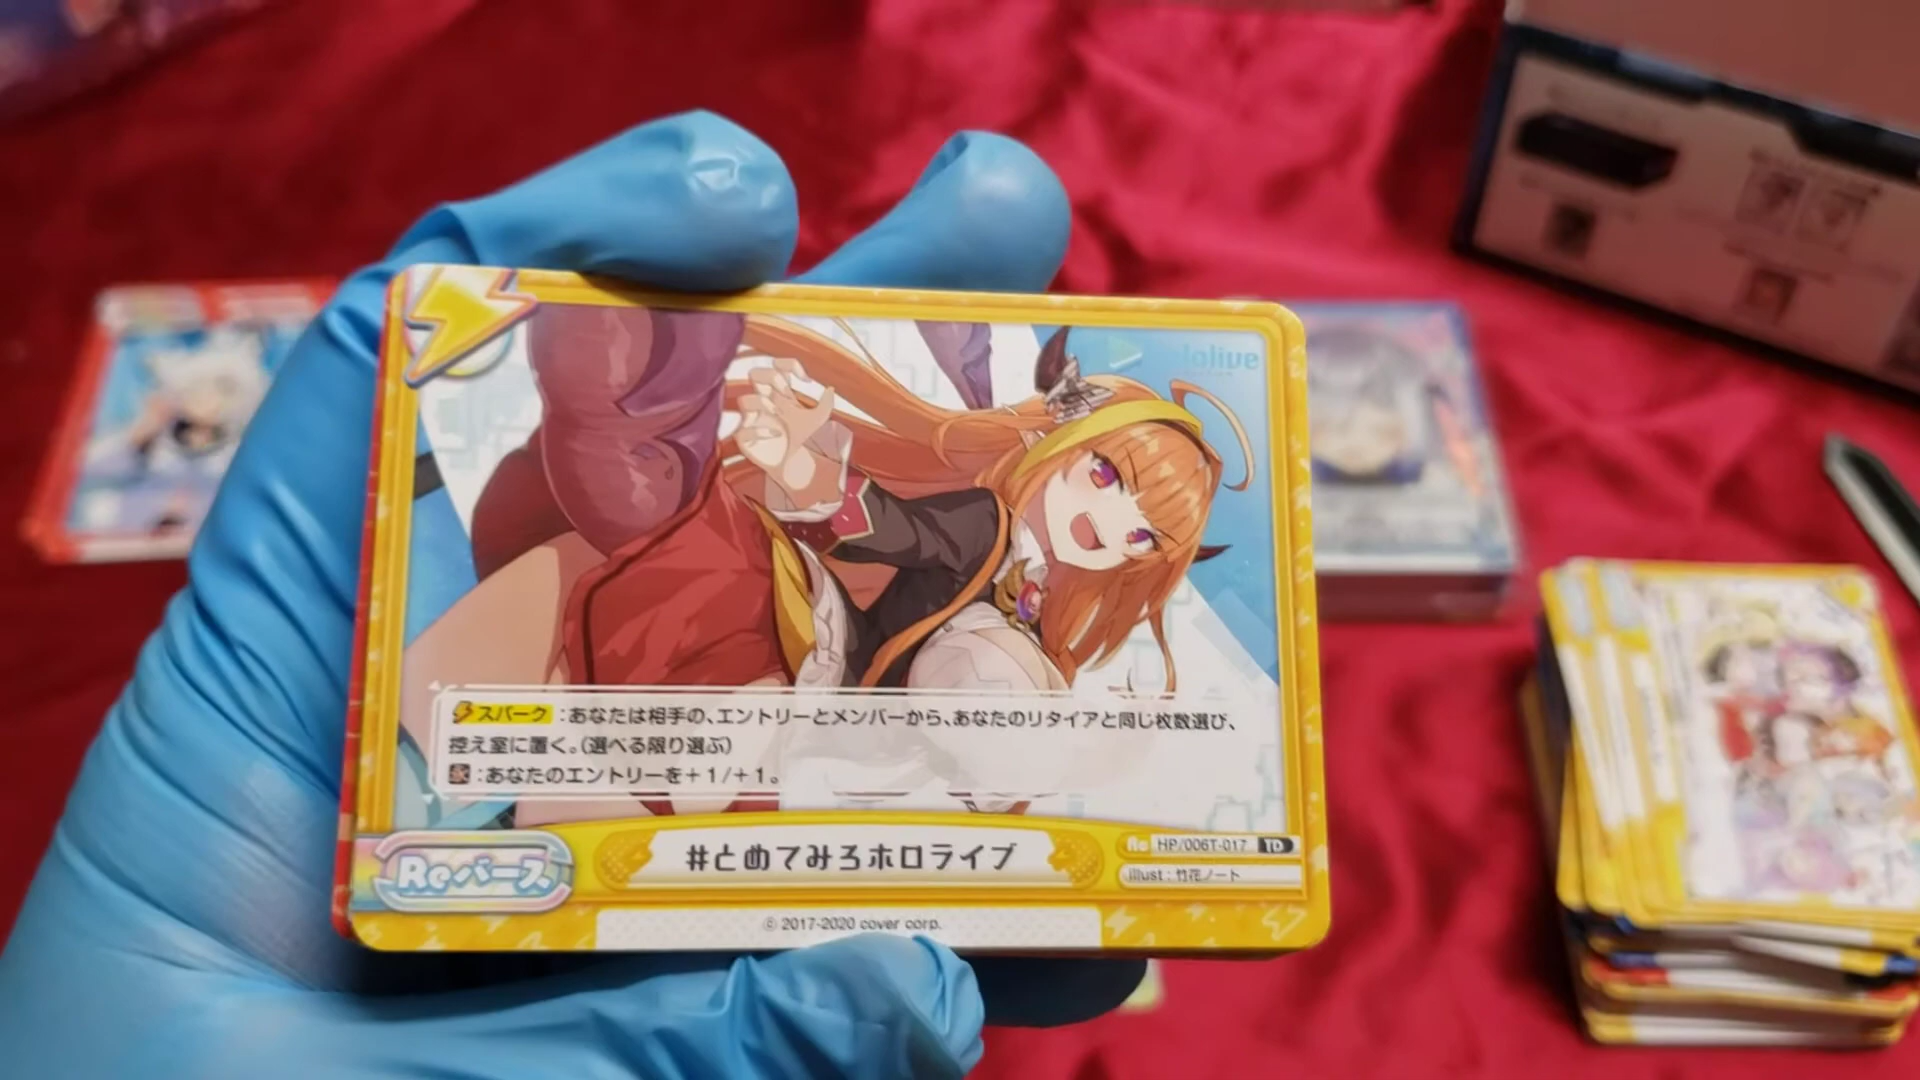 スパーク：あなたは相手の、エントリーとメンバーから、あなたのリタイアと同じ枚数選び、
控え室に置く。（選べる限り選ぶ）
永：あなたのエントリーを＋1/＋1。
Reバース
#とめてみろホロライブ
Re HP/006T-017 TD
illust：竹花ノート
© 2017-2020 cover corp.